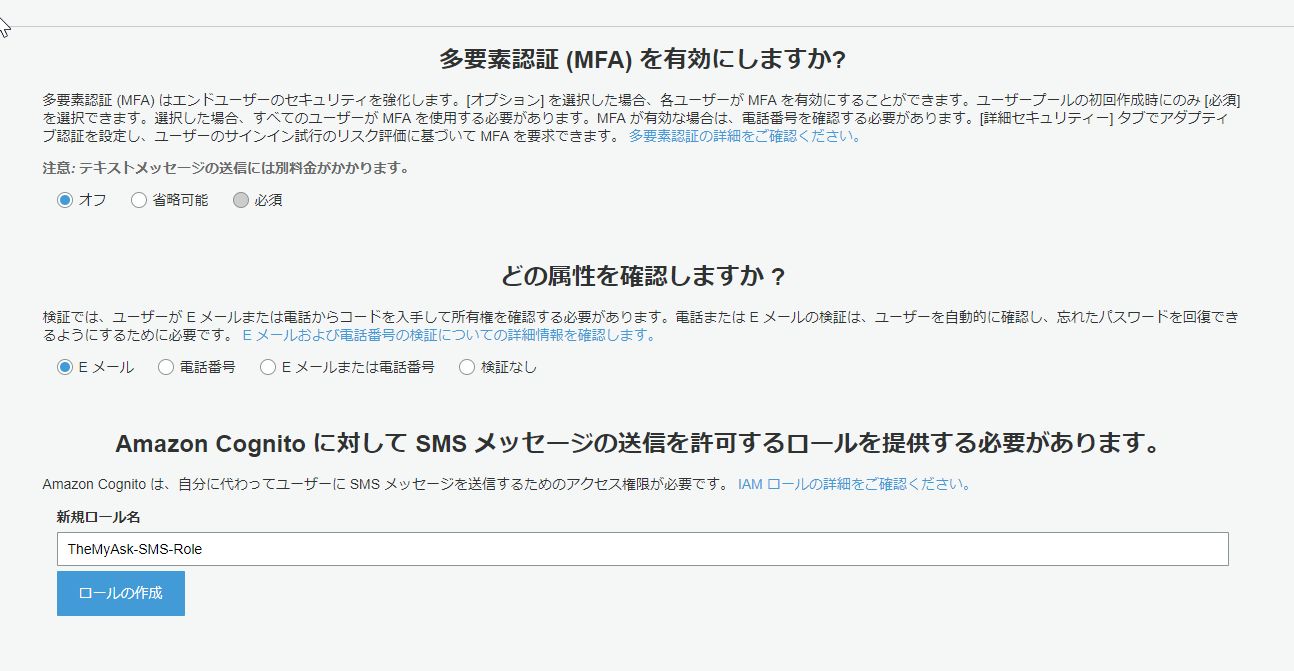 多要素認証 (MFA) を有効にしますか?
多要素認証 (MFA) はエンドユーザーのセキュリティを強化します。[オプション] を選択した場合、各ユーザーが MFA を有効にすることができます。ユーザープールの初回作成時にのみ [必須]
を選択できます。選択した場合、すべてのユーザーが MFA を使用する必要があります。MFA が有効な場合は、電話番号を確認する必要があります。[詳細セキュリティー] タブでアダプティ
ブ認証を設定し、ユーザーのサインイン試行のリスク評価に基づいて MFA を要求できます。 多要素認証の詳細をご確認ください。
注意: テキストメッセージの送信には別料金がかかります。
オフ 省略可能 必須
どの属性を確認しますか ?
検証では、ユーザーが E メールまたは電話からコードを入手して所有権を確認する必要があります。電話または E メールの検証は、ユーザーを自動的に確認し、忘れたパスワードを回復でき
るようにするために必要です。 E メールおよび電話番号の検証についての詳細情報を確認します。
E メール 電話番号 E メールまたは電話番号 検証なし
Amazon Cognito に対して SMS メッセージの送信を許可するロールを提供する必要があります。
Amazon Cognito は、自分に代わってユーザーに SMS メッセージを送信するためのアクセス権限が必要です。 IAM ロールの詳細をご確認ください。
新規ロール名
TheMyAsk-SMS-Role
ロールの作成